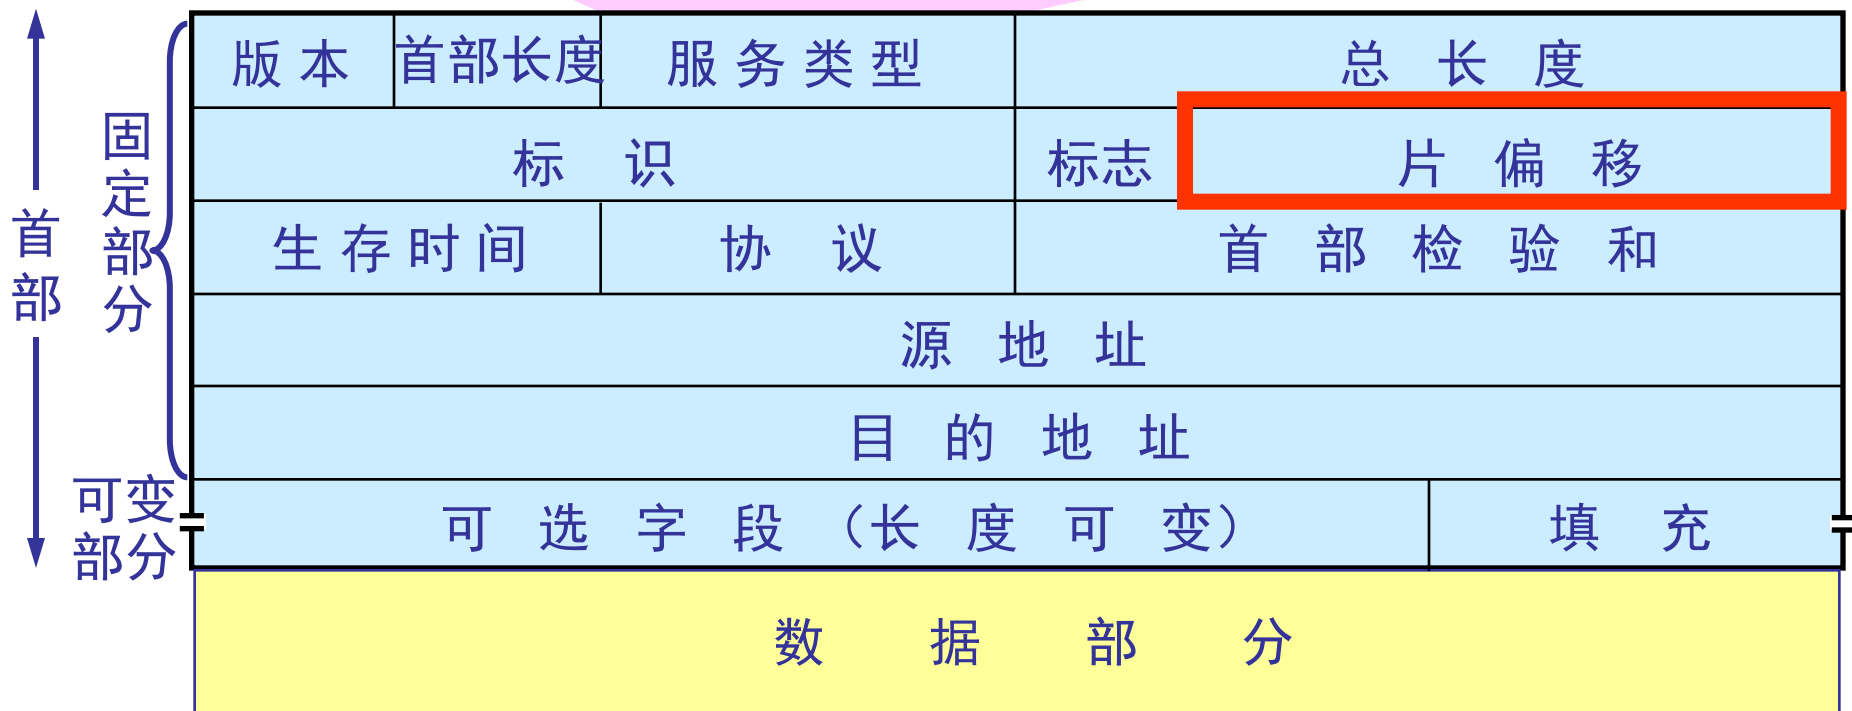 版本 首部长度 服务类型 总长度
标识 标志 片偏移
生存时间 协议 首部检验和
源地址
目的地址
可选字段（长度可变） 填充
数据部分
首部
固定部分
可变
部分